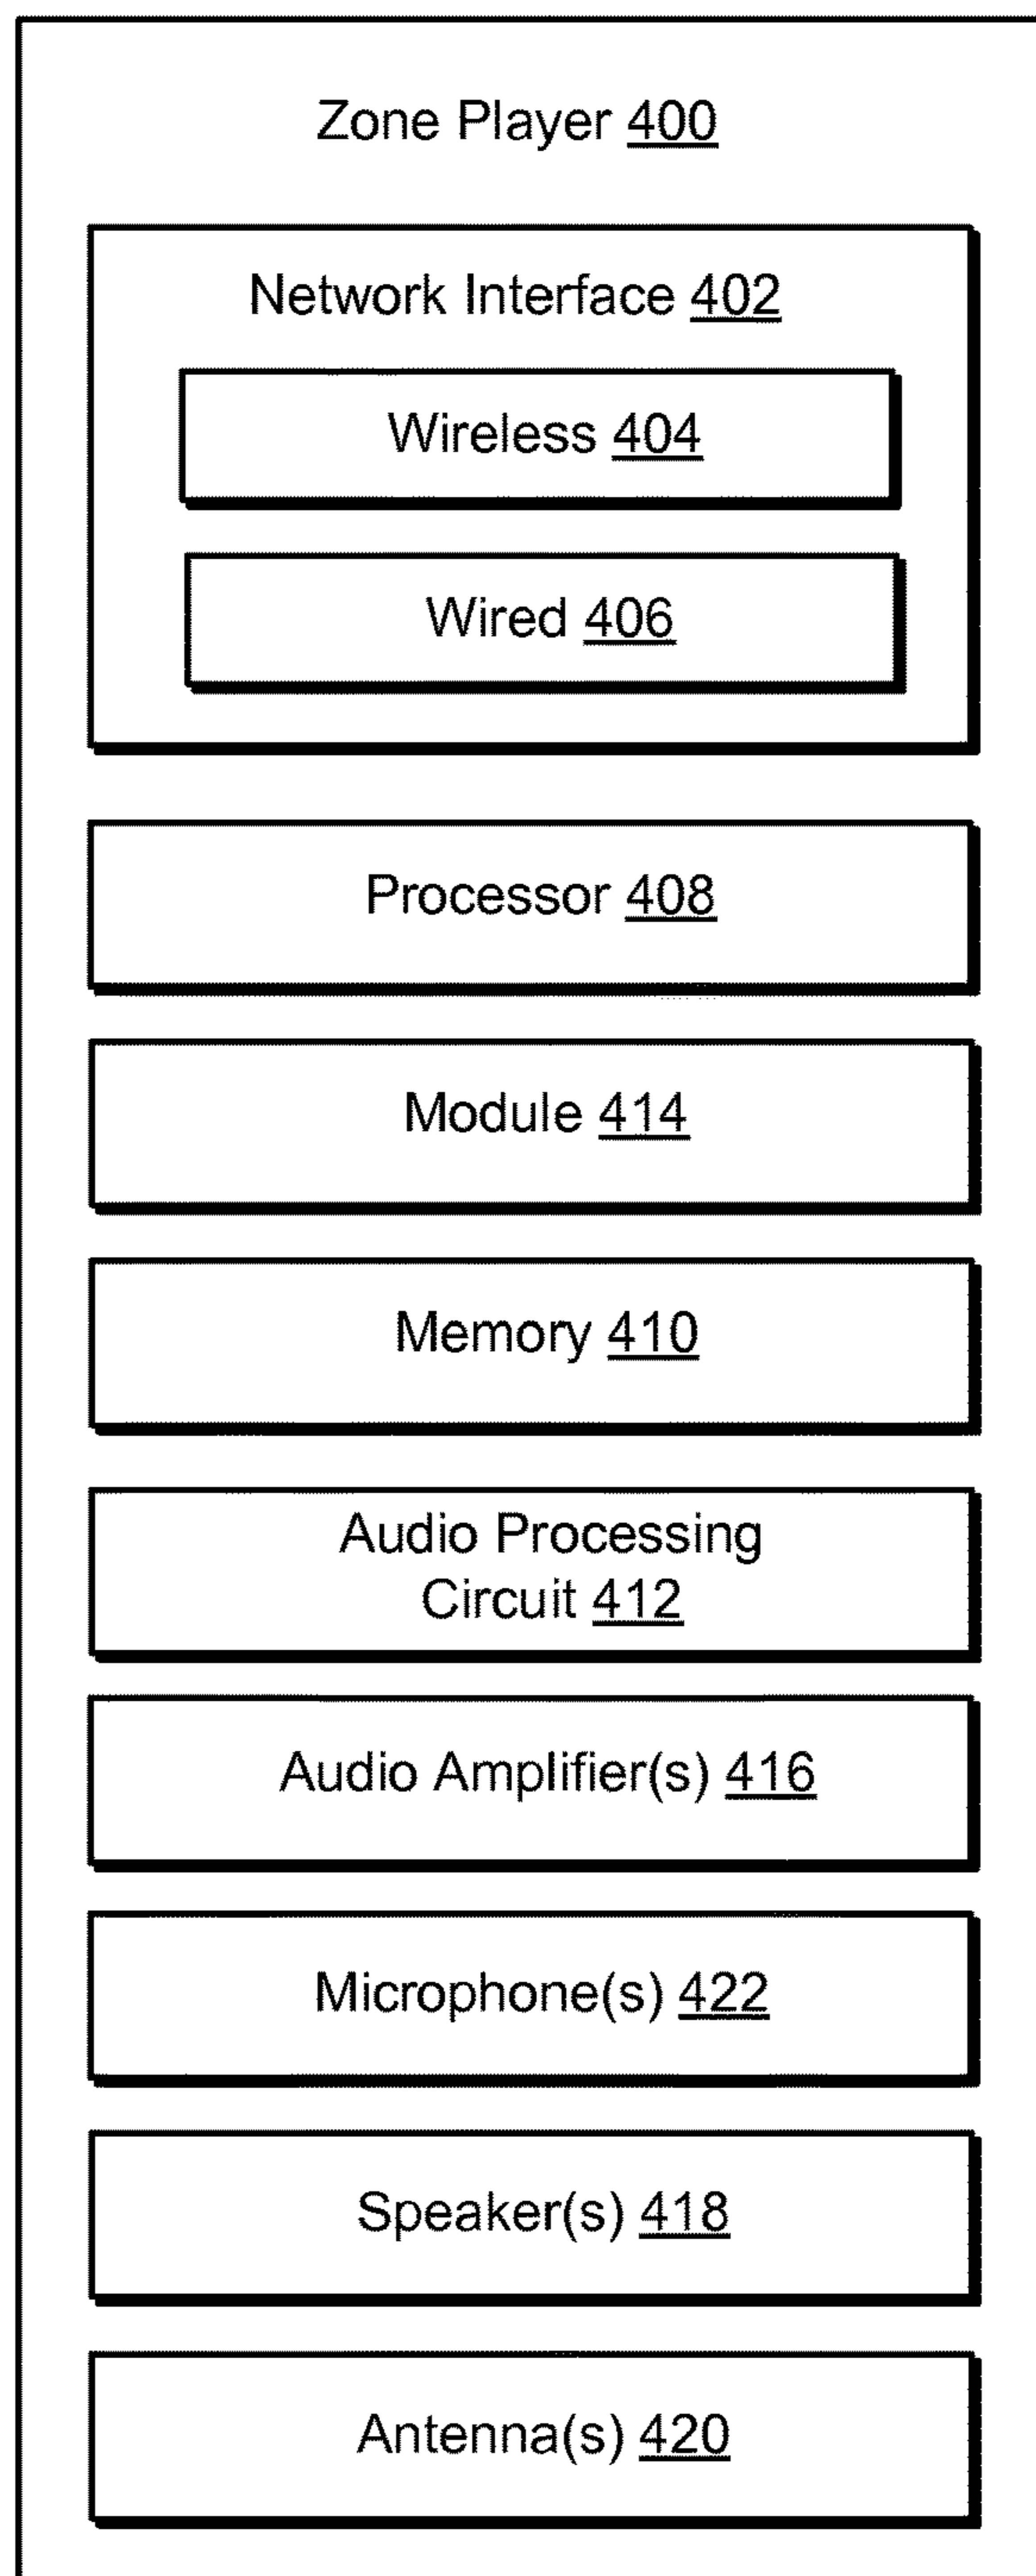 Zone Player 400
Network Interface 402
Wireless 404
Wired 406
Processor 408
Module 414
Memory 410
Audio Processing
Circuit 412
Audio Amplifier(s) 416
Microphone(s) 422
Speaker(s) 418
Antenna(s) 420